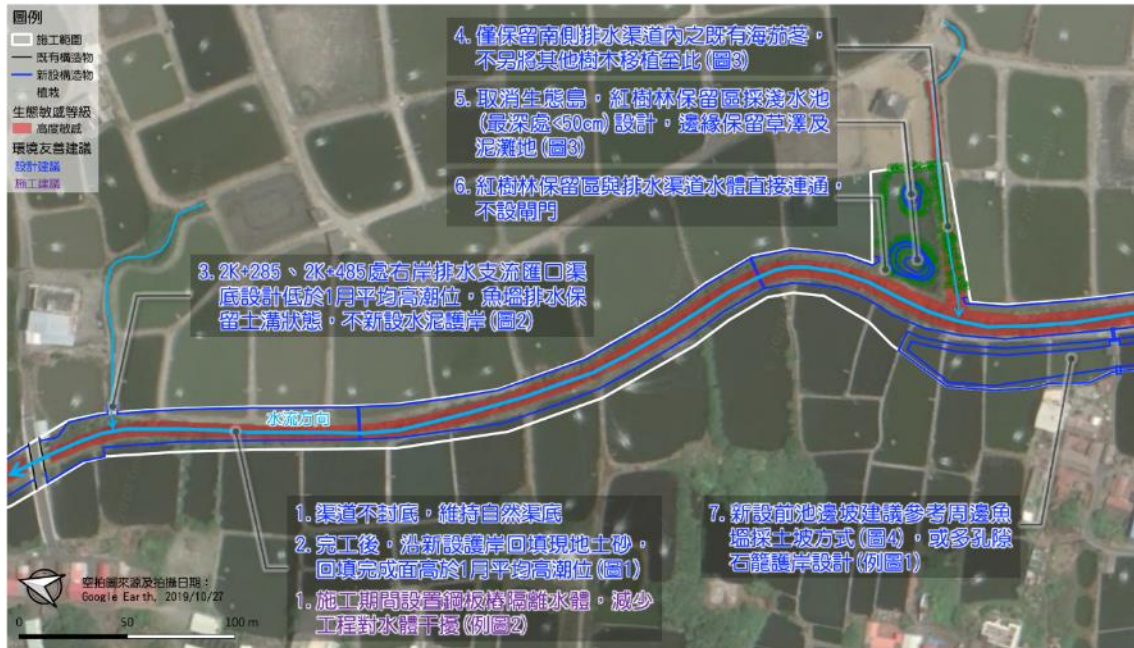 圖例
施工範圍
既有構造物
新設構造物
植栽
生態敏感等級
高度敏感
環境友善建議
設計建議
施工建議
4. 僅保留南側排水渠道內之既有海茄苳，
不另將其他樹木移植至此(圖3)
5. 取消生態島，紅樹林保留區採淺水池
(最深處<50cm)設計，邊緣保留草澤及
泥灘地(圖3)
6. 紅樹林保留區與排水渠道水體直接連通，
不設閘門
3. 2K+285、2K+485處右岸排水支流匯口渠
底設計低於1月平均高潮位，魚塭排水保
留土溝狀態，不新設水泥護岸(圖2)
水流方向
1. 渠道不封底，維持自然渠底
2. 完工後，沿新設護岸回填現地土砂，
回填完成面高於1月平均高潮位(圖1)
1. 施工期間設置鋼板樁隔離水體，減少
工程對水體干擾(例圖2)
7. 新設前池邊坡建議參考周邊魚
塭採土坡方式(圖4)，或多孔隙
石籠護岸設計(例圖1)
空拍圖來源及拍攝日期：
Google Earth, 2019/10/27
0 50 100 m